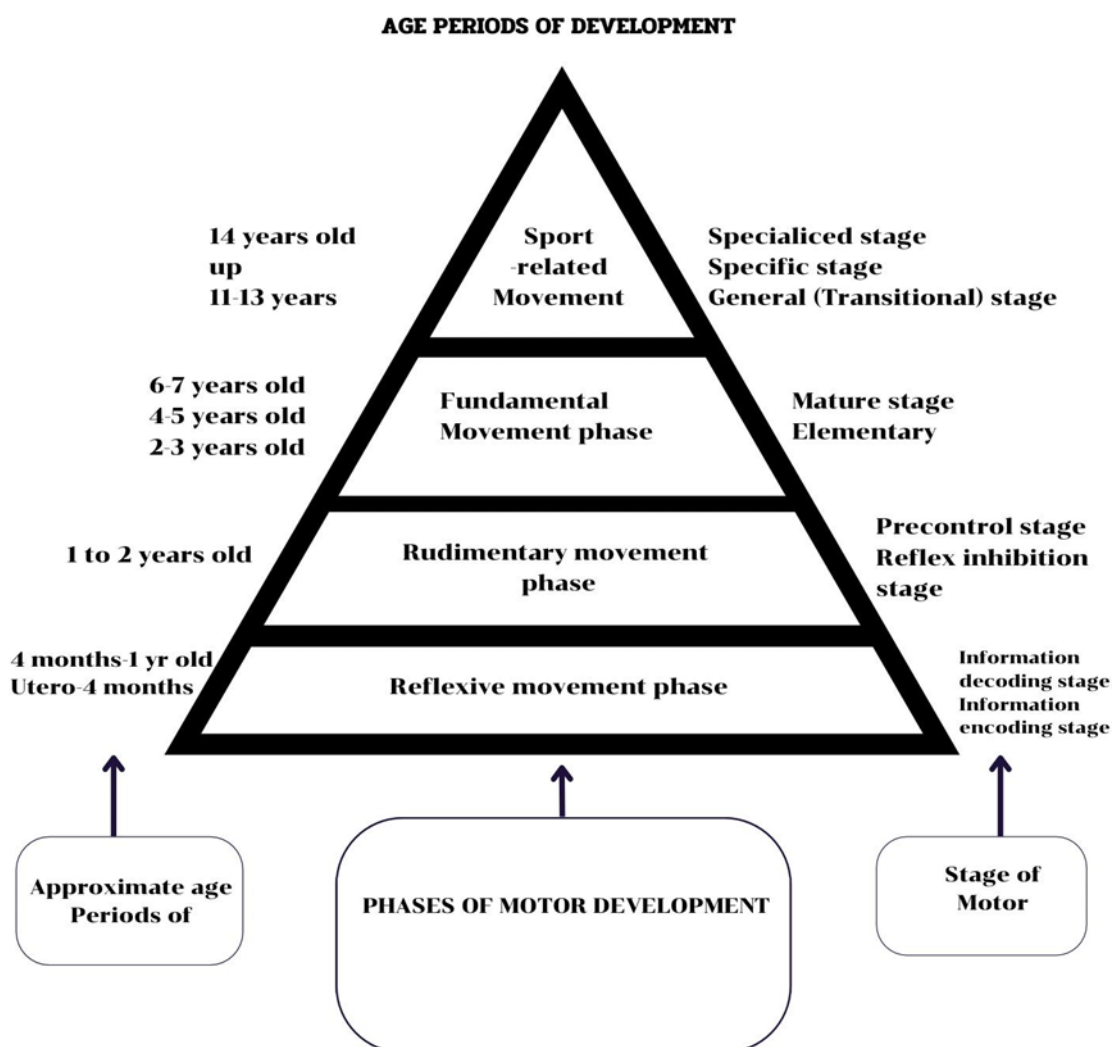 AGE PERIODS OF DEVELOPMENT
14 years old
up
11-13 years
Sport
-related
Movement
Specialiced stage
Specific stage
General (Transitional) stage
6-7 years old
4-5 years old
2-3 years old
Fundamental
Movement phase
Mature stage
Elementary
1 to 2 years old
Rudimentary movement
phase
Precontrol stage
Reflex inhibition
stage
4 months-1 yr old
Utero-4 months
Reflexive movement phase
Information
decoding stage
Information
encoding stage
Approximate age
Periods of
PHASES OF MOTOR DEVELOPMENT
Stage of
Motor